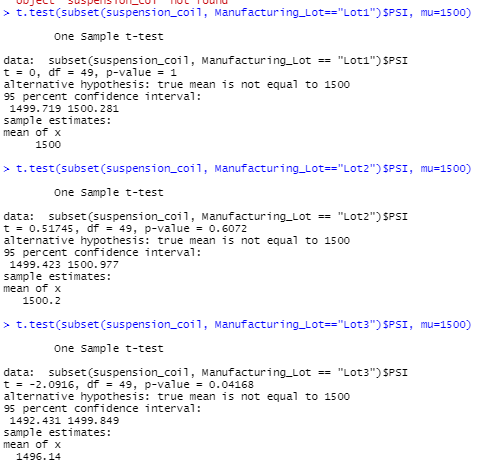 object 'suspension_col' not found
> t.test(subset(suspension_coil, Manufacturing_Lot=="Lot1")$PSI, mu=1500)
One Sample t-test
data:  subset(suspension_coil, Manufacturing_Lot == "Lot1")$PSI
t = 0, df = 49, p-value = 1
alternative hypothesis: true mean is not equal to 1500
95 percent confidence interval:
1499.719 1500.281
sample estimates:
mean of x
1500
> t.test(subset(suspension_coil, Manufacturing_Lot=="Lot2")$PSI, mu=1500)
One Sample t-test
data:  subset(suspension_coil, Manufacturing_Lot == "Lot2")$PSI
t = 0.51745, df = 49, p-value = 0.6072
alternative hypothesis: true mean is not equal to 1500
95 percent confidence interval:
1499.423 1500.977
sample estimates:
mean of x
1500.2
> t.test(subset(suspension_coil, Manufacturing_Lot=="Lot3")$PSI, mu=1500)
One Sample t-test
data:  subset(suspension_coil, Manufacturing_Lot == "Lot3")$PSI
t = -2.0916, df = 49, p-value = 0.04168
alternative hypothesis: true mean is not equal to 1500
95 percent confidence interval:
1492.431 1499.849
sample estimates:
mean of x
1496.14